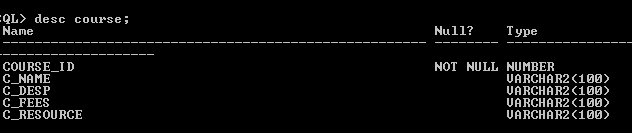 QL> desc course;
Name Null? Type
----------------------------------------- -------- ----------------------------
COURSE_ID NOT NULL NUMBER
C_NAME VARCHAR2(100)
C_DESP VARCHAR2(100)
C_FEES VARCHAR2(100)
C_RESOURCE VARCHAR2(100)